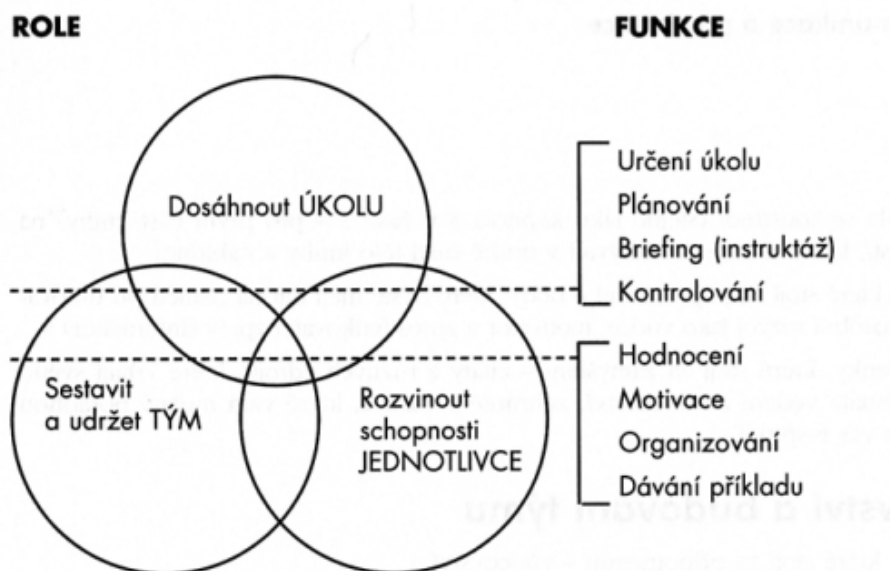 ROLE
FUNKCE
Dosáhnout ÚKOLU
Sestavit
a udržet TÝM
Rozvinout
schopnosti
JEDNOTLIVCE
Určení úkolu
Plánování
Briefing (instruktáž)
Kontrolování
Hodnocení
Motivace
Organizování
Dávání příkladu